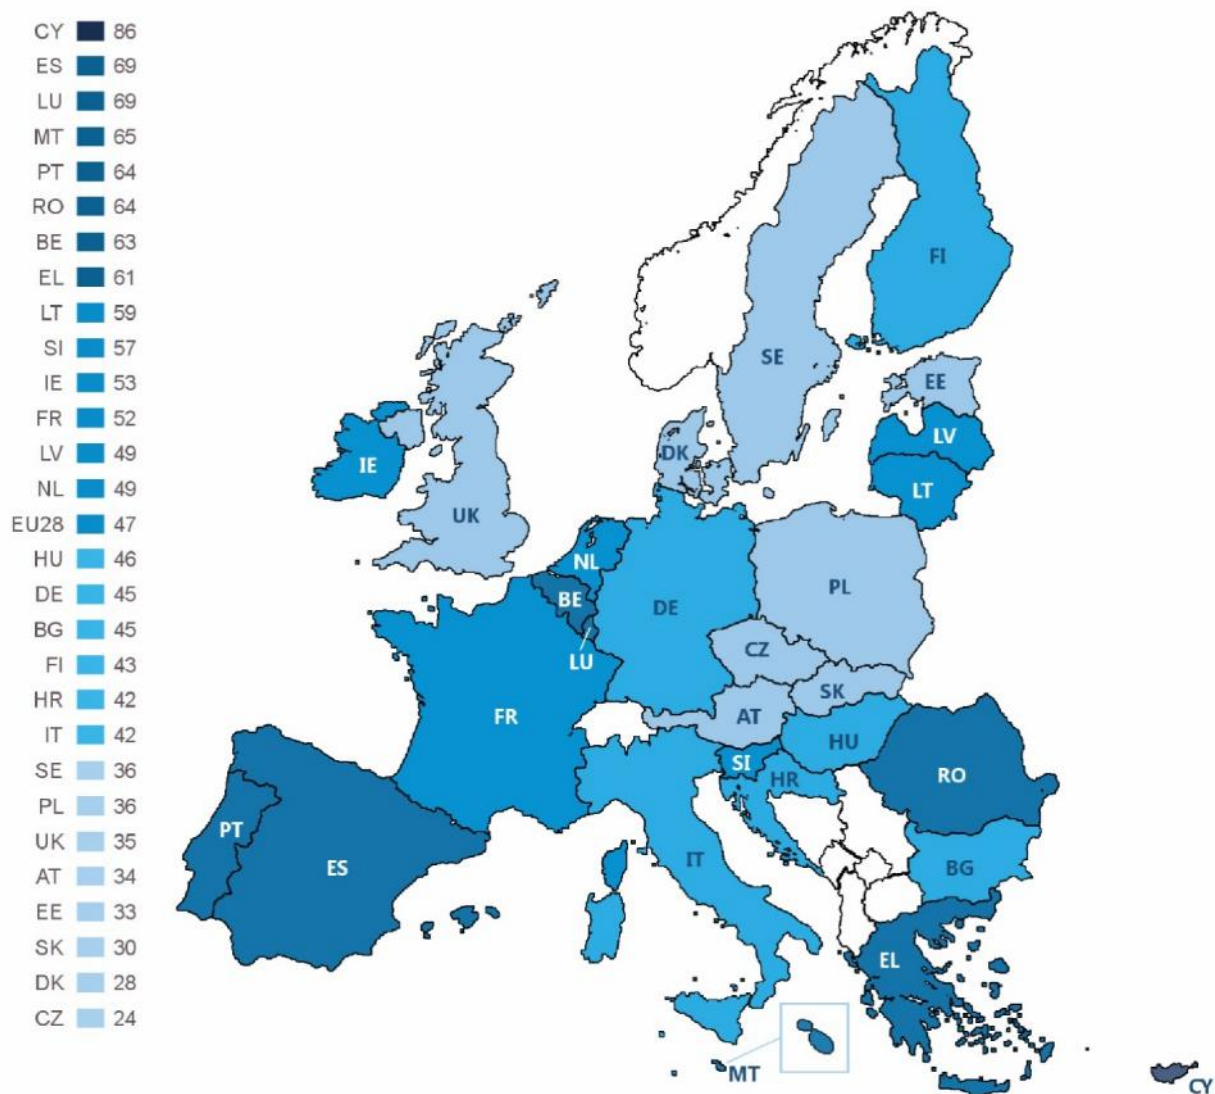 CY 86
ES 69
LU 69
MT 65
PT 64
RO 64
BE 63
EL 61
LT 59
SI 57
IE 53
FR 52
LV 49
NL 49
EU28 47
HU 46
DE 45
BG 45
FI 43
HR 42
IT 42
SE 36
PL 36
UK 35
AT 34
EE 33
SK 30
DK 28
CZ 24
FI
SE
EE
LV
DK
IE
LT
UK
NL
PL
BE
DE
CZ
LU
SK
FR
AT
HU
SI
RO
HR
PT
IT
ES
BG
EL
MT
CY